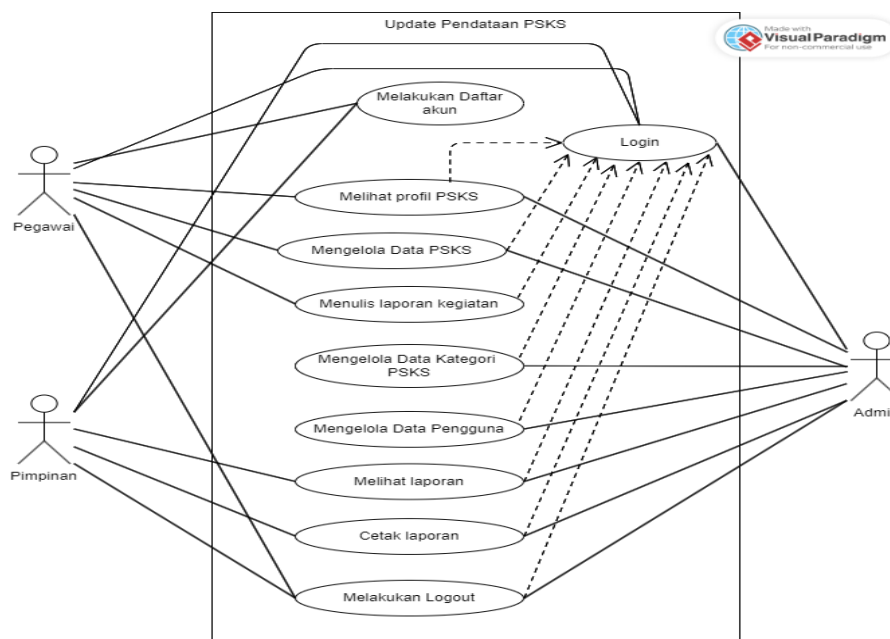 Update Pendataan PSKS
Made with
Visual Paradigm
For non-commercial use
Melakukan Daftar
akun
Login
Pegawai
Melihat profil PSKS
Mengelola Data PSKS
Menulis laporan kegiatan
Mengelola Data Kategori
PSKS
Admi
Mengelola Data Pengguna
Pimpinan
Melihat laporan
Cetak laporan
Melakukan Logout